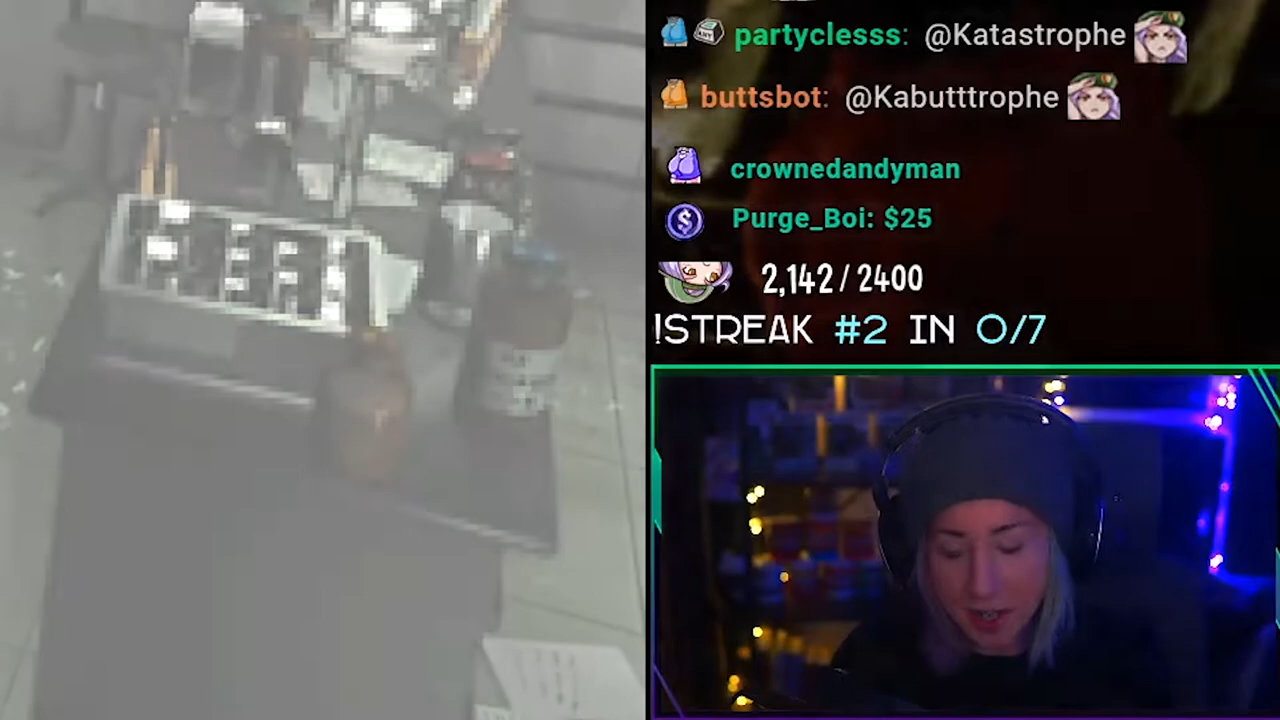 partyclesss: @Katastrophe
buttsbot: @Kabutttrophe
crownedandyman
Purge_Boi: $25
2,142 / 2400
!STREAK #2 IN 0/7